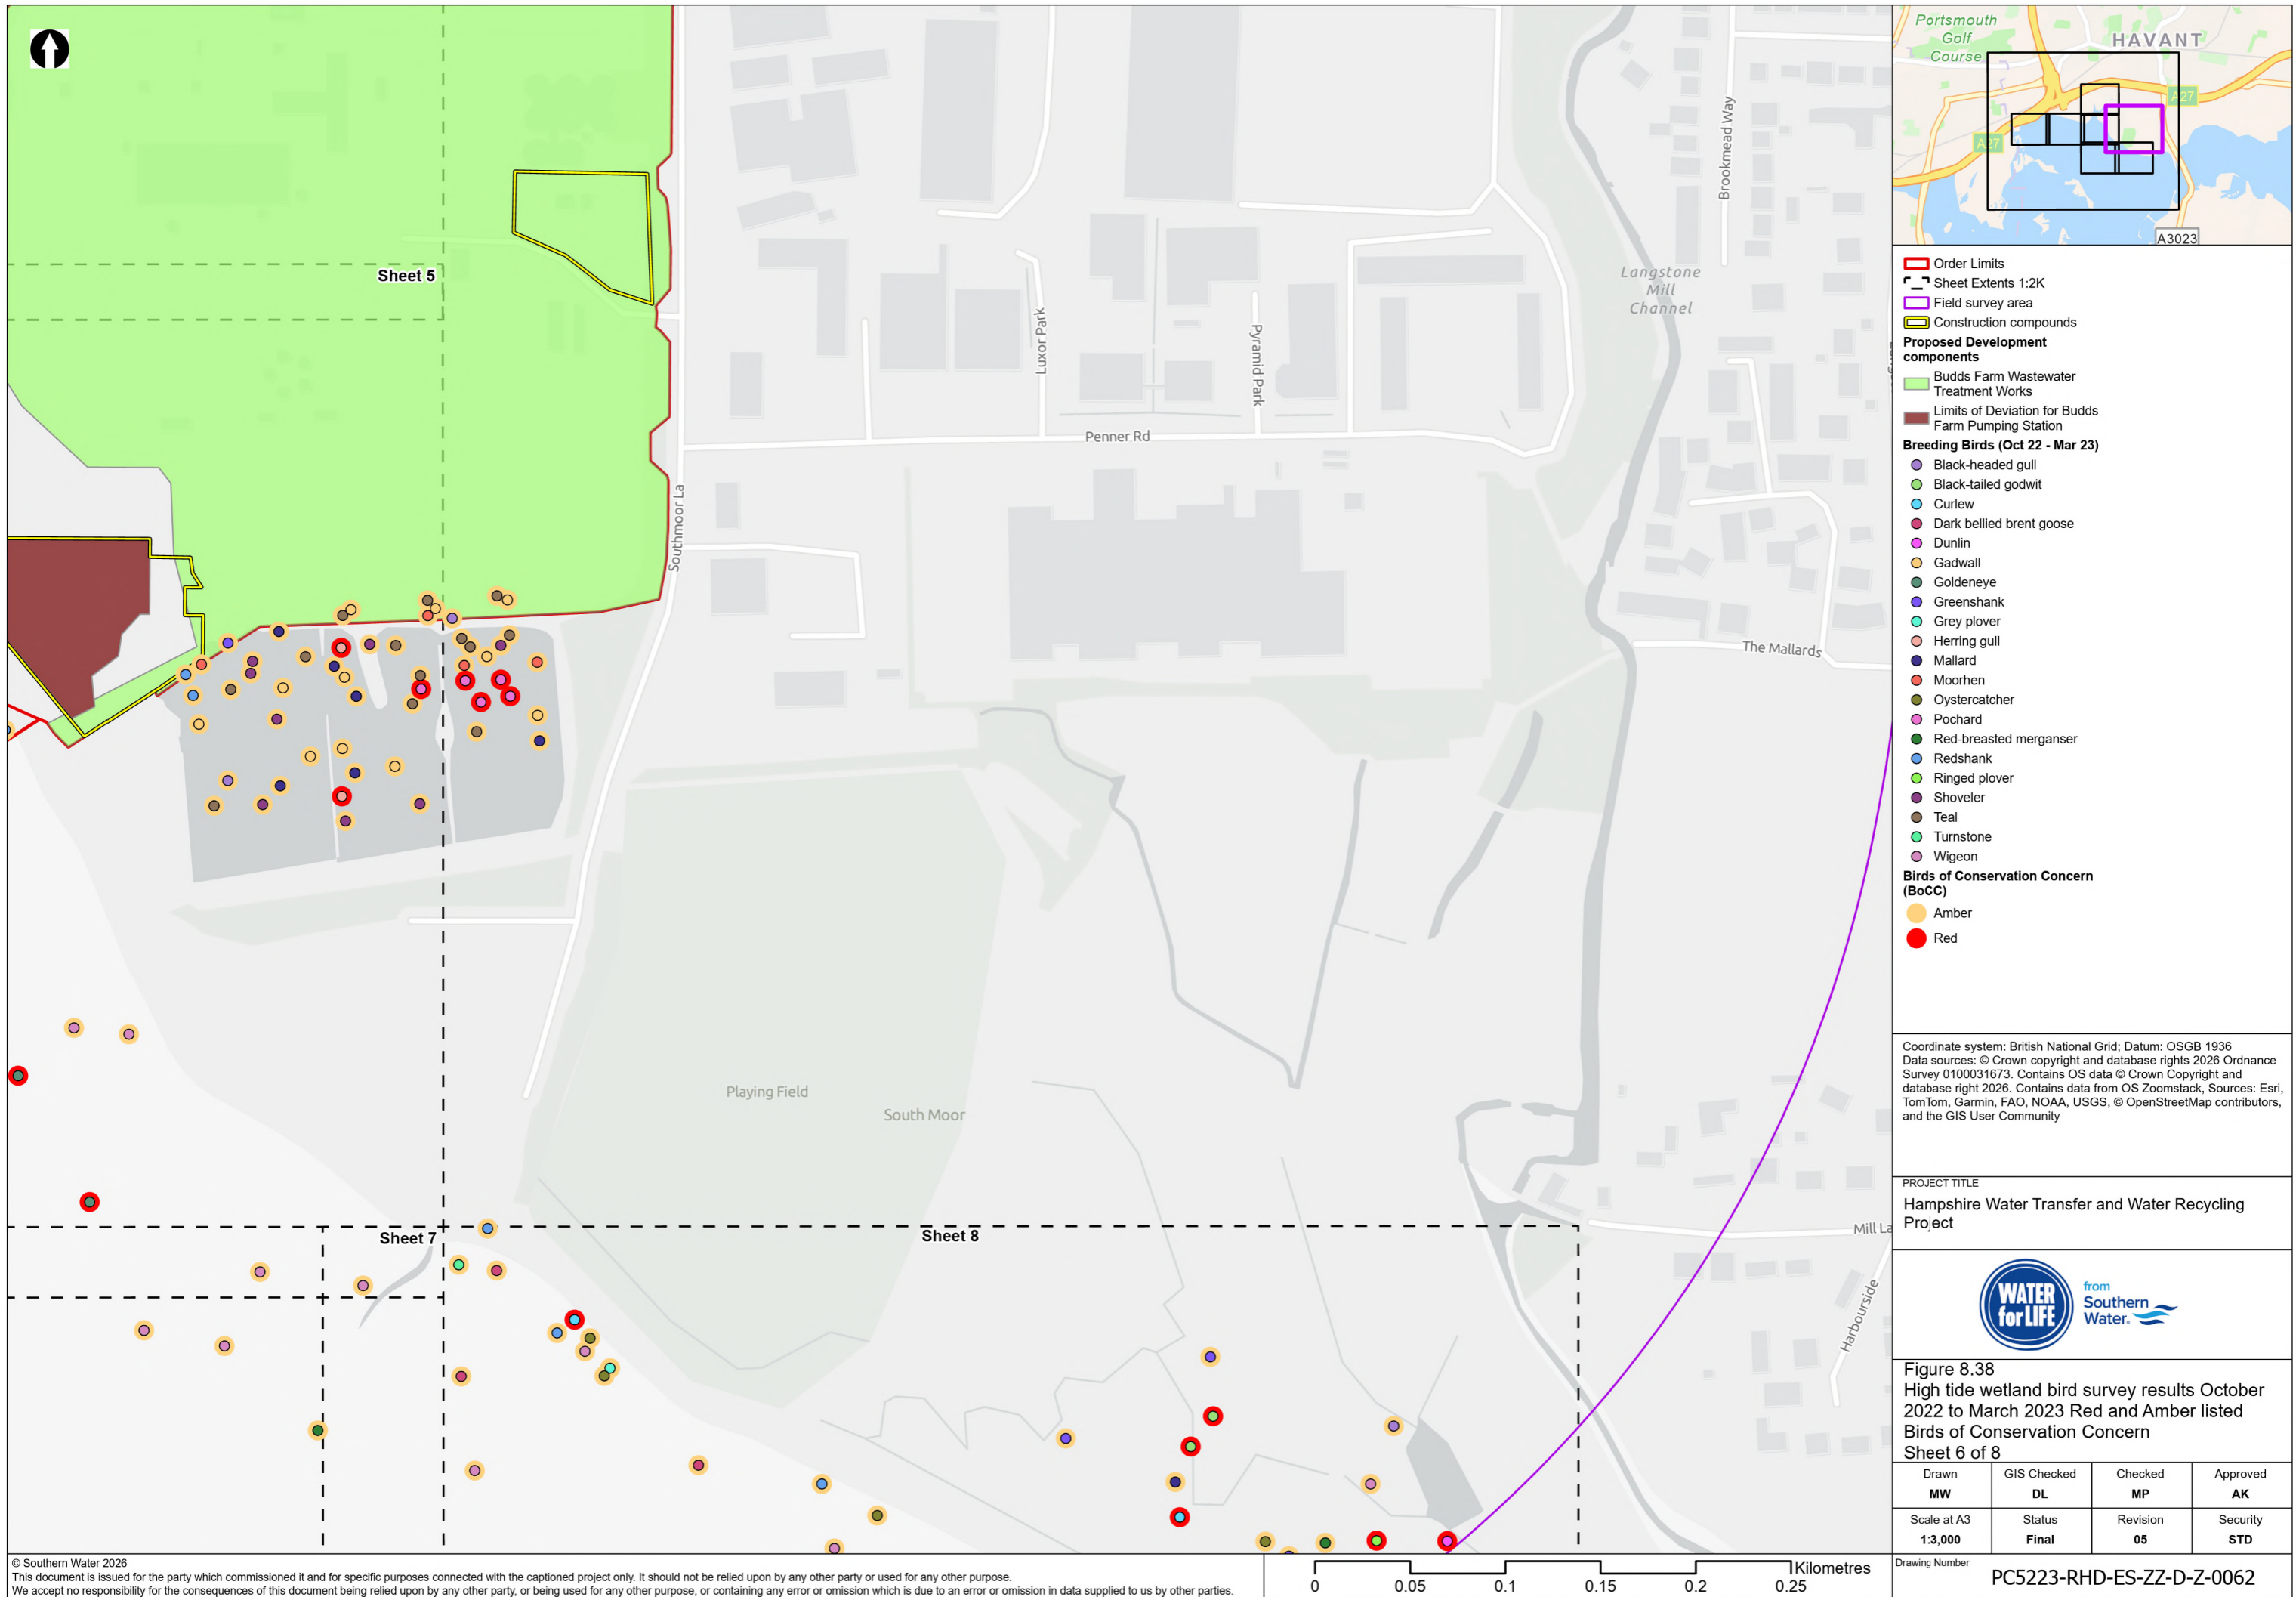 Sheet 5
Sheet 7
Sheet 8
Southmoor La
Luxor Park
Pyramid Park
Penner Rd
Brookmead Way
Langstone
Mill
Channel
The Mallards
Playing Field
South Moor
Mill La
Harbourside
Portsmouth
Golf
Course
HAVANT
A27
A27
A3023
Order Limits
Sheet Extents 1:2K
Field survey area
Construction compounds
Proposed Development
components
Budds Farm Wastewater
Treatment Works
Limits of Deviation for Budds
Farm Pumping Station
Breeding Birds (Oct 22 - Mar 23)
Black-headed gull
Black-tailed godwit
Curlew
Dark bellied brent goose
Dunlin
Gadwall
Goldeneye
Greenshank
Grey plover
Herring gull
Mallard
Moorhen
Oystercatcher
Pochard
Red-breasted merganser
Redshank
Ringed plover
Shoveler
Teal
Turnstone
Wigeon
Birds of Conservation Concern
(BoCC)
Amber
Red
Coordinate system: British National Grid; Datum: OSGB 1936
Data sources: © Crown copyright and database rights 2026 Ordnance
Survey 0100031673. Contains OS data © Crown Copyright and
database right 2026. Contains data from OS Zoomstack, Sources: Esri,
TomTom, Garmin, FAO, NOAA, USGS, © OpenStreetMap contributors,
and the GIS User Community
PROJECT TITLE
Hampshire Water Transfer and Water Recycling
Project
WATER
for LIFE
from
Southern
Water
Figure 8.38
High tide wetland bird survey results October
2022 to March 2023 Red and Amber listed
Birds of Conservation Concern
Sheet 6 of 8
Drawn GIS Checked Checked Approved
MW DL MP AK
Scale at A3 Status Revision Security
1:3,000 Final 05 STD
Drawing Number
PC5223-RHD-ES-ZZ-D-Z-0062
© Southern Water 2026
This document is issued for the party which commissioned it and for specific purposes connected with the captioned project only. It should not be relied upon by any other party or used for any other purpose.
We accept no responsibility for the consequences of this document being relied upon by any other party, or being used for any other purpose, or containing any error or omission which is due to an error or omission in data supplied to us by other parties.
Kilometres
0 0.05 0.1 0.15 0.2 0.25